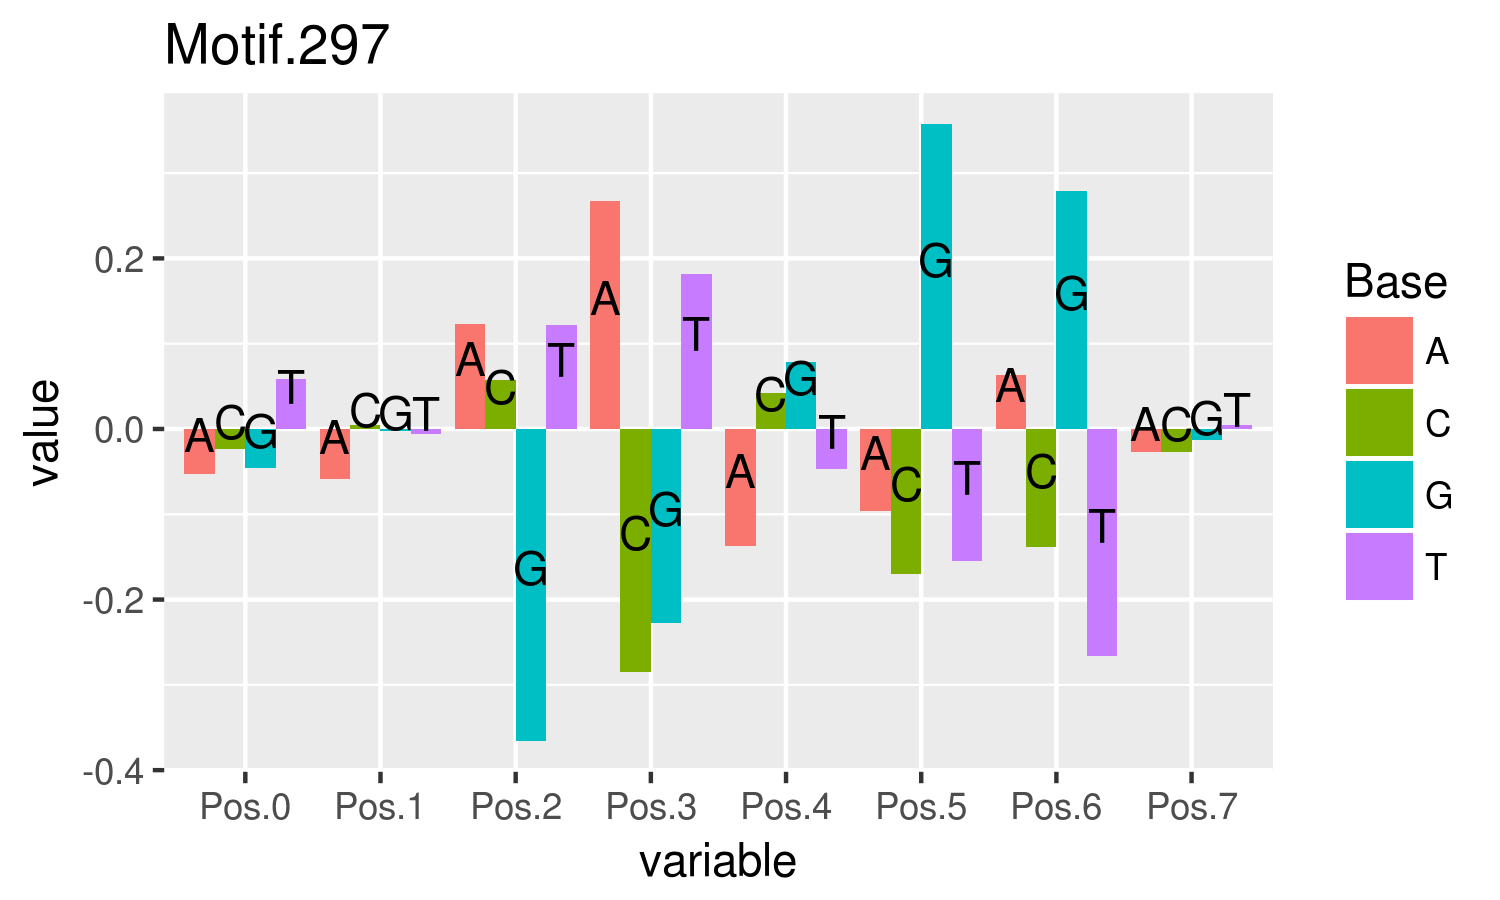 Motif.297
value
0.2
0.0
-0.2
-0.4
A C G T A C G T A C G T A C G T A C G T A C G T A C G T A C G T
Pos.0 Pos.1 Pos.2 Pos.3 Pos.4 Pos.5 Pos.6 Pos.7
variable
Base
A
C
G
T